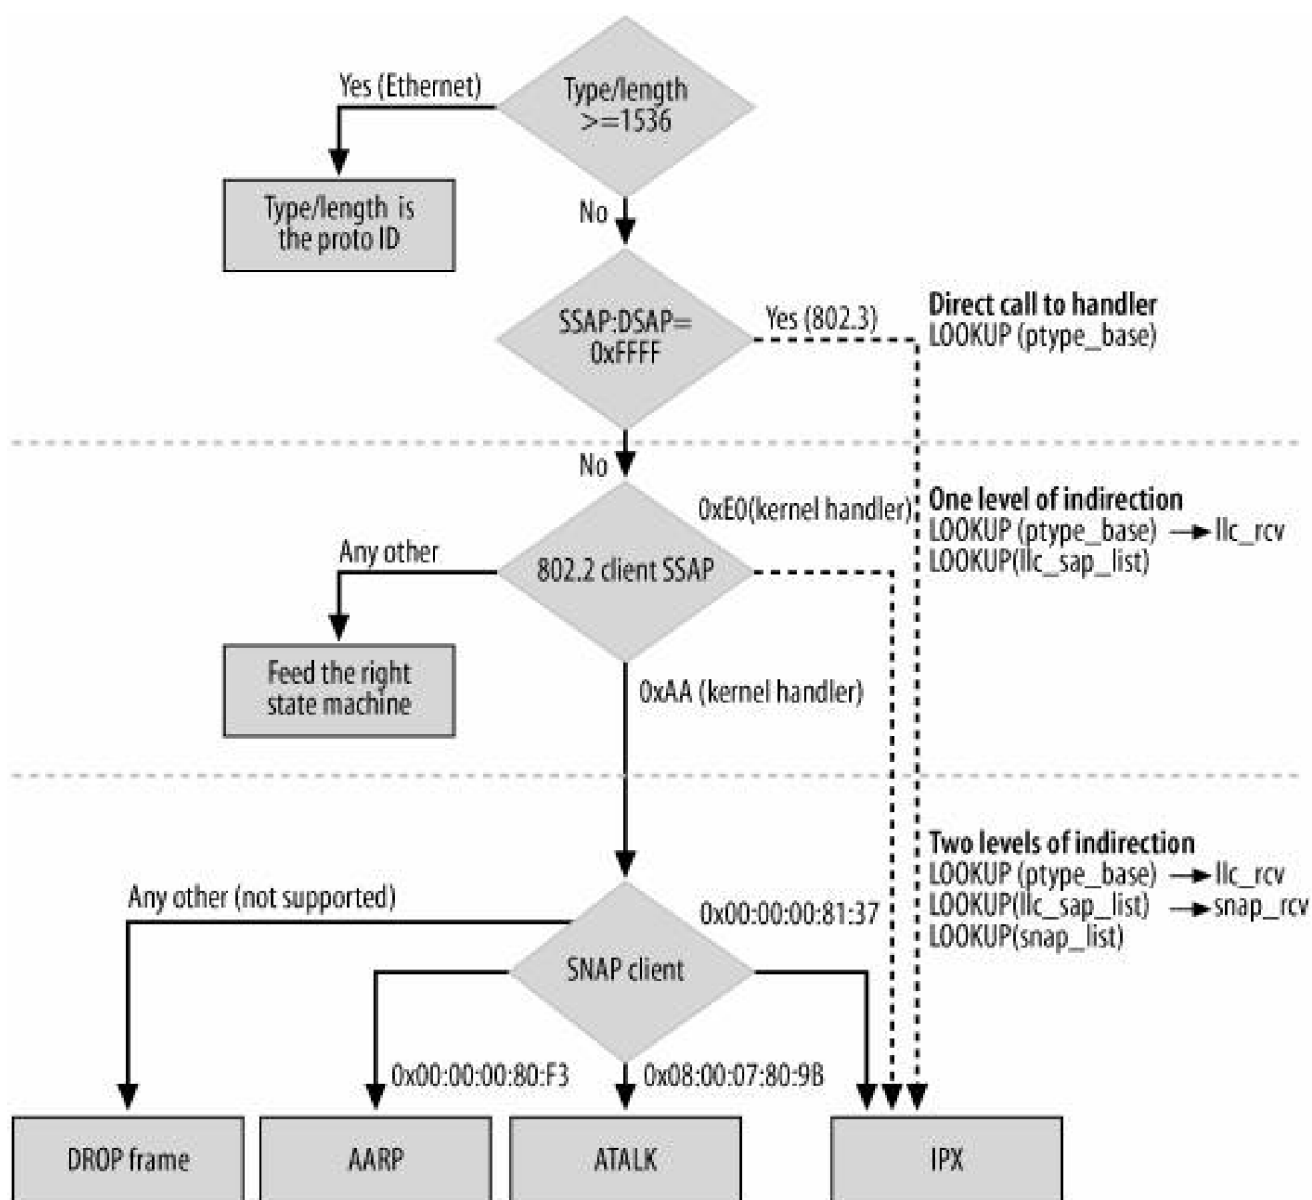 Type/length
>=1536
Yes (Ethernet)
Type/length is
the proto ID
No
SSAP:DSAP=
0xFFFF
Yes (802.3)
Direct call to handler
LOOKUP (ptype_base)
No
802.2 client SSAP
0xE0(kernel handler)
One level of indirection
LOOKUP (ptype_base) → llc_rcv
LOOKUP(llc_sap_list)
Any other
Feed the right
state machine
0xAA (kernel handler)
Two levels of indirection
LOOKUP (ptype_base) → llc_rcv
LOOKUP(llc_sap_list) → snap_rcv
LOOKUP(snap_list)
Any other (not supported)
0x00:00:00:81:37
SNAP client
0x00:00:00:80:F3
0x08:00:07:80:9B
DROP frame
AARP
ATALK
IPX